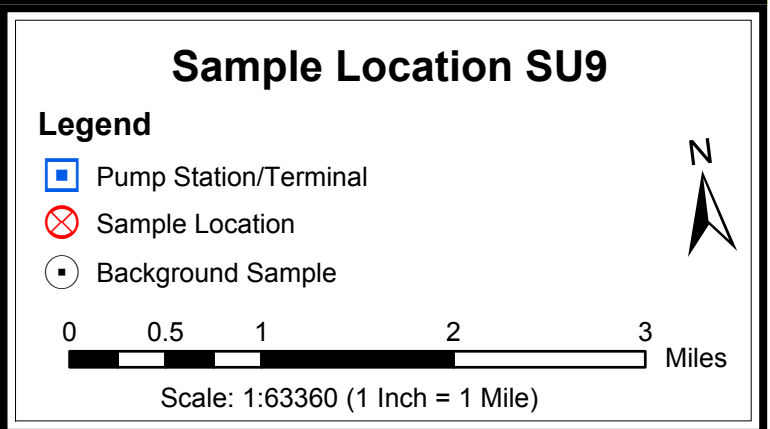 Sample Location SU9
Legend
N
Pump Station/Terminal
Sample Location
Background Sample
0 0.5 1 2 3
Miles
Scale: 1:63360 (1 Inch = 1 Mile)